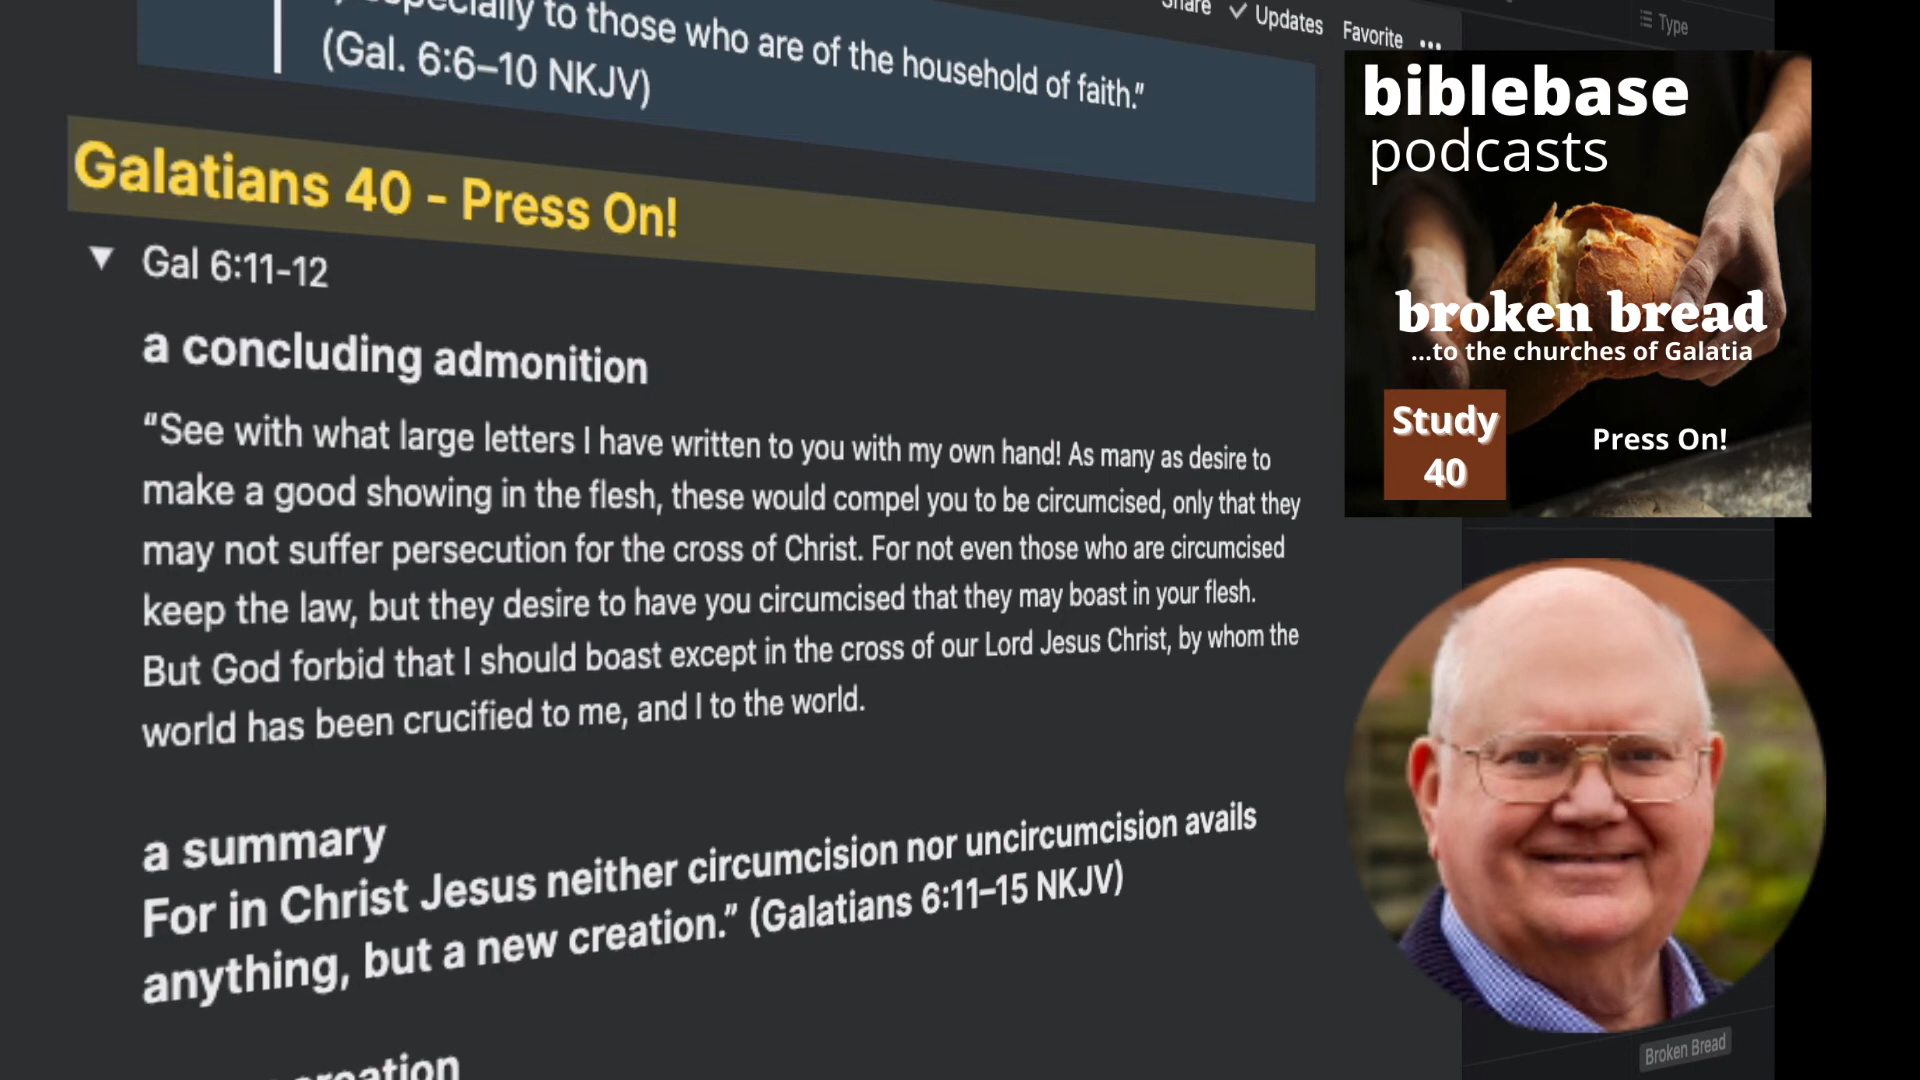 especially to those who are of the household of faith.”
(Gal. 6:6–10 NKJV)
Galatians 40 - Press On!
Gal 6:11-12
a concluding admonition
“See with what large letters I have written to you with my own hand! As many as desire to
make a good showing in the flesh, these would compel you to be circumcised, only that they
may not suffer persecution for the cross of Christ. For not even those who are circumcised
keep the law, but they desire to have you circumcised that they may boast in your flesh.
But God forbid that I should boast except in the cross of our Lord Jesus Christ, by whom the
world has been crucified to me, and I to the world.
a summary
For in Christ Jesus neither circumcision nor uncircumcision avails
anything, but a new creation.” (Galatians 6:11–15 NKJV)
creation
Share Updates Favorite •••
Type
biblebase
podcasts
broken bread
...to the churches of Galatia
Study
40
Press On!
Broken Bread